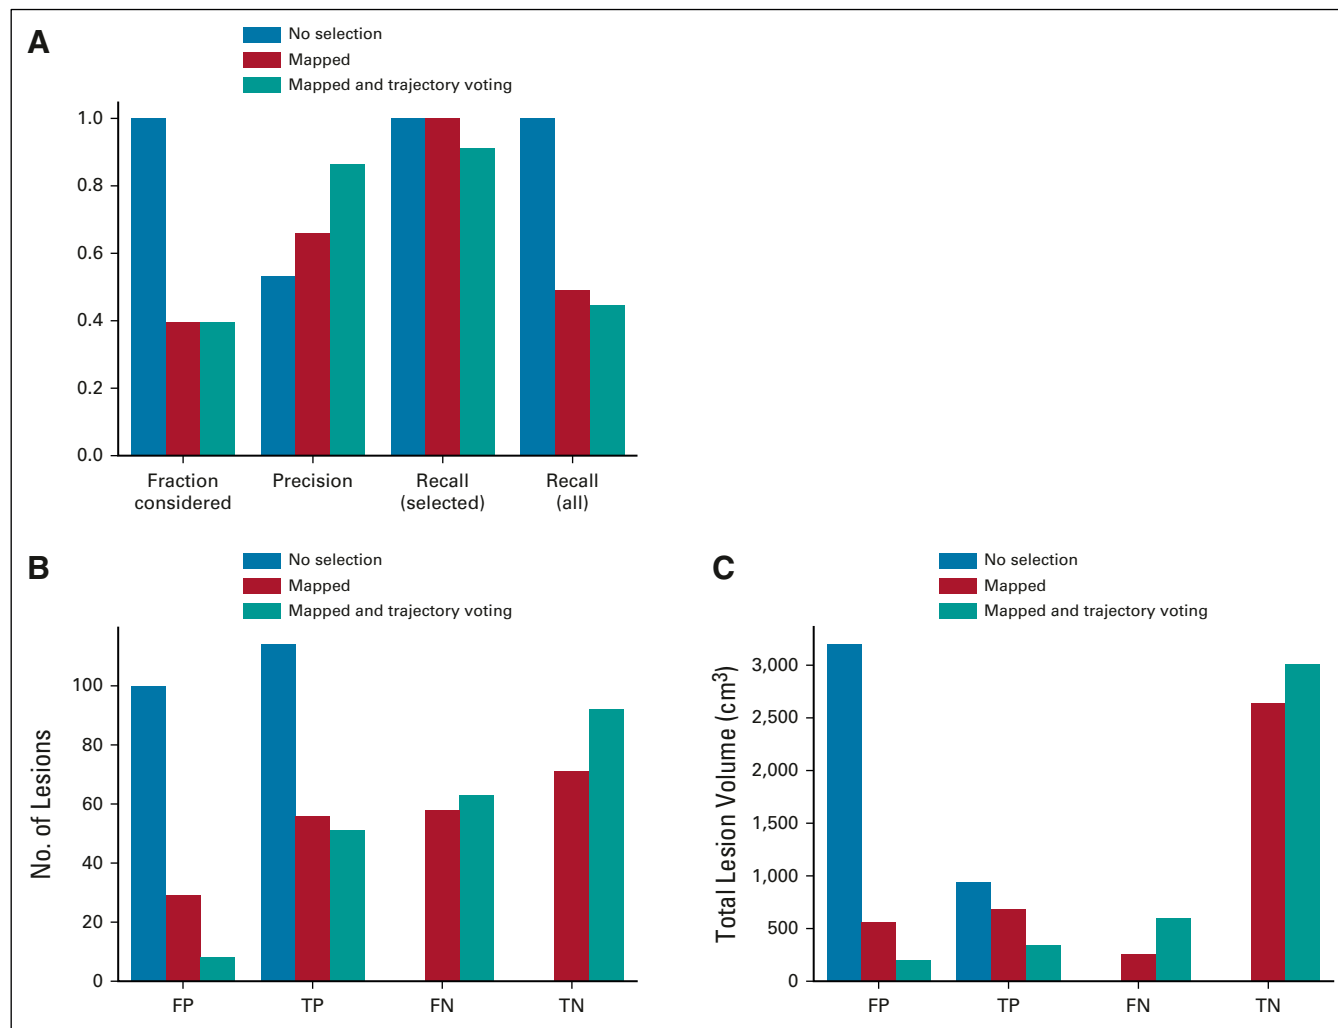 A
No selection
Mapped
Mapped and trajectory voting
1.0
0.8
0.6
0.4
0.2
0.0
Fraction considered
Precision
Recall (selected)
Recall (all)
B
No selection
Mapped
Mapped and trajectory voting
No. of Lesions
100
80
60
40
20
0
FP
TP
FN
TN
C
No selection
Mapped
Mapped and trajectory voting
Total Lesion Volume (cm³)
3,000
2,500
2,000
1,500
1,000
500
0
FP
TP
FN
TN